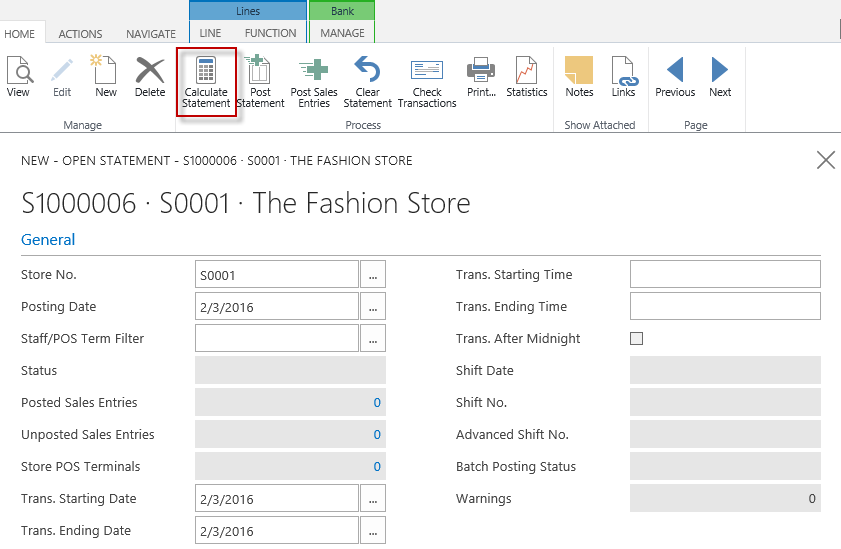 Lines Bank
HOME ACTIONS NAVIGATE LINE FUNCTION MANAGE
View Edit New Delete Calculate Statement Post Statement Post Sales Entries Clear Statement Check Transactions Print... Statistics Notes Links Previous Next
Manage Process Show Attached Page
NEW - OPEN STATEMENT - S1000006 · S0001 · THE FASHION STORE
S1000006 · S0001 · The Fashion Store
General
Store No. S0001 ... Trans. Starting Time
Posting Date 2/3/2016 ... Trans. Ending Time
Staff/POS Term Filter ... Trans. After Midnight
Status Shift Date
Posted Sales Entries 0 Shift No.
Unposted Sales Entries 0 Advanced Shift No.
Store POS Terminals 0 Batch Posting Status
Trans. Starting Date 2/3/2016 ... Warnings 0
Trans. Ending Date 2/3/2016 ...